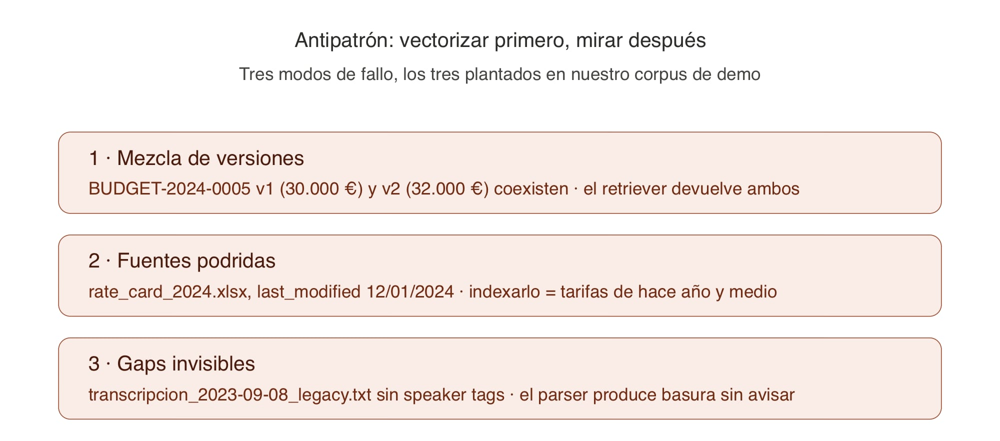 Antipatrón: vectorizar primero, mirar después
Tres modos de fallo, los tres plantados en nuestro corpus de demo
1 · Mezcla de versiones
BUDGET-2024-0005 v1 (30.000 €) y v2 (32.000 €) coexisten · el retriever devuelve ambos
2 · Fuentes podridas
rate_card_2024.xlsx, last_modified 12/01/2024 · indexarlo = tarifas de hace año y medio
3 · Gaps invisibles
transcripcion_2023-09-08_legacy.txt sin speaker tags · el parser produce basura sin avisar